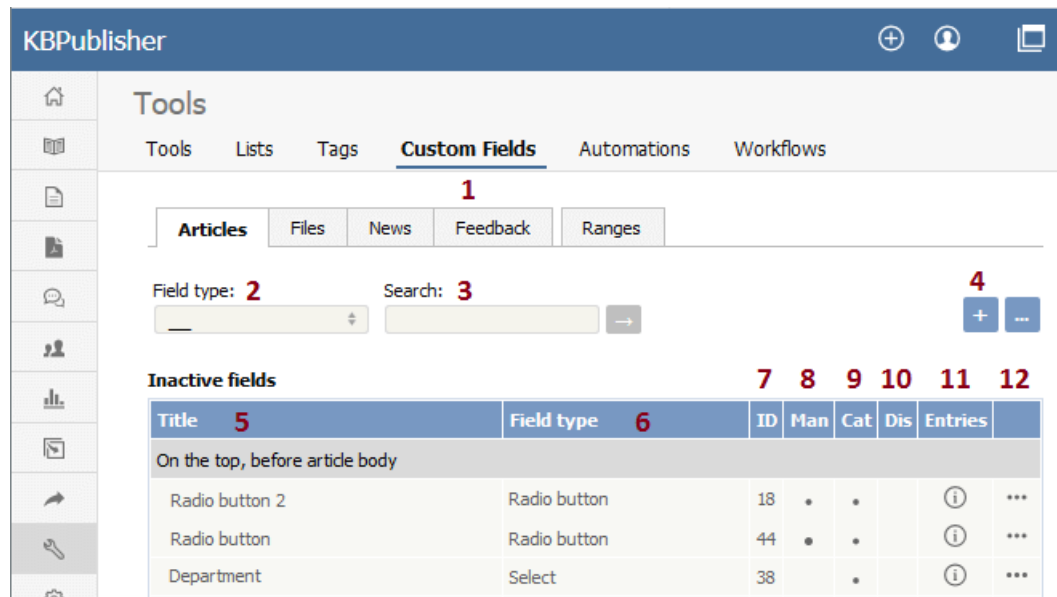 KBPublisher
Tools
Tools Lists Tags Custom Fields Automations Workflows
1
Articles Files News Feedback Ranges
Field type: 2 Search: 3 4
__ → + ...
Inactive fields 7 8 9 10 11 12
Title 5 Field type 6 ID Man Cat Dis Entries
On the top, before article body
Radio button 2 Radio button 18 • • i •••
Radio button Radio button 44 • • i •••
Department Select 38 • i •••